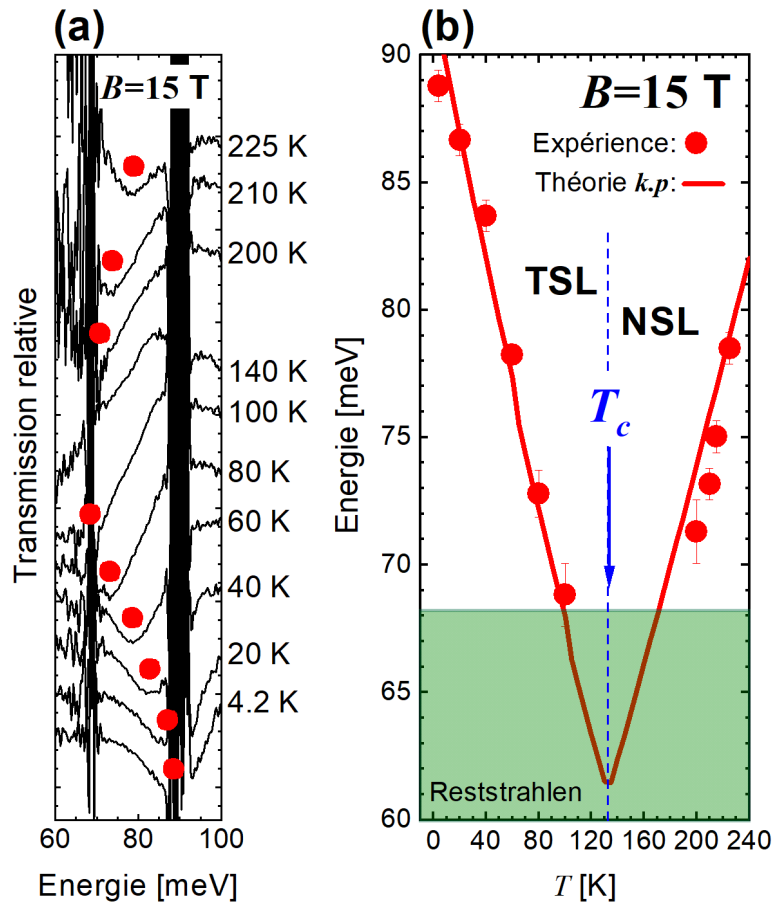 (a)
B=15 T
225 K
210 K
200 K
140 K
100 K
80 K
60 K
40 K
20 K
4.2 K
Transmission relative
60 80 100
Energie [meV]
(b)
B=15 T
Expérience:
Théorie k.p:
TSL
NSL
Tc
Reststrahlen
Energie [meV]
90
85
80
75
70
65
60
0 40 80 120 160 200 240
T [K]